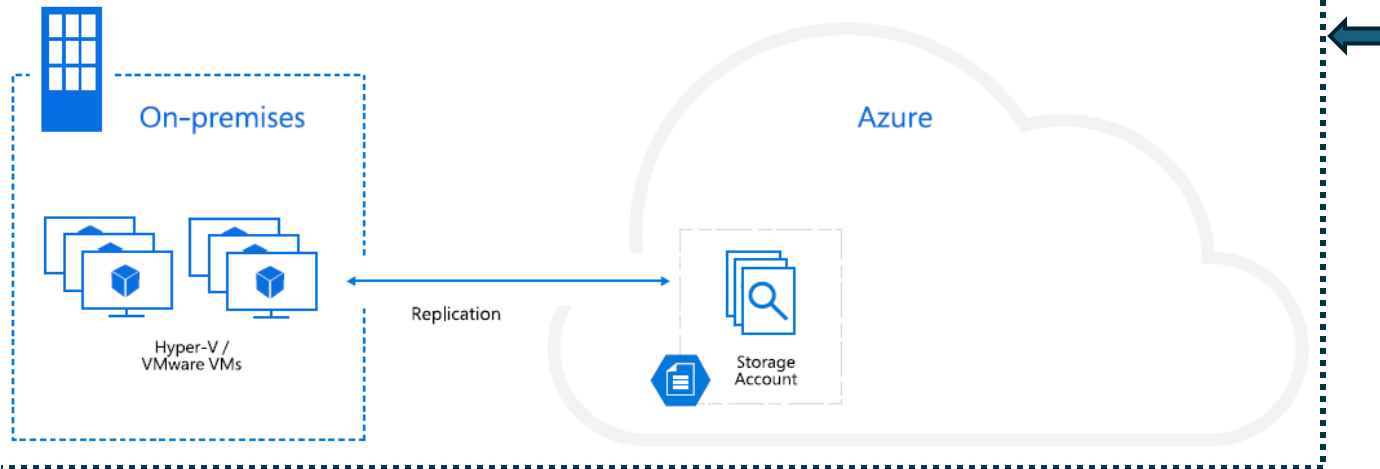 On-premises
Azure
Replication
Hyper-V /
VMware VMs
Storage
Account